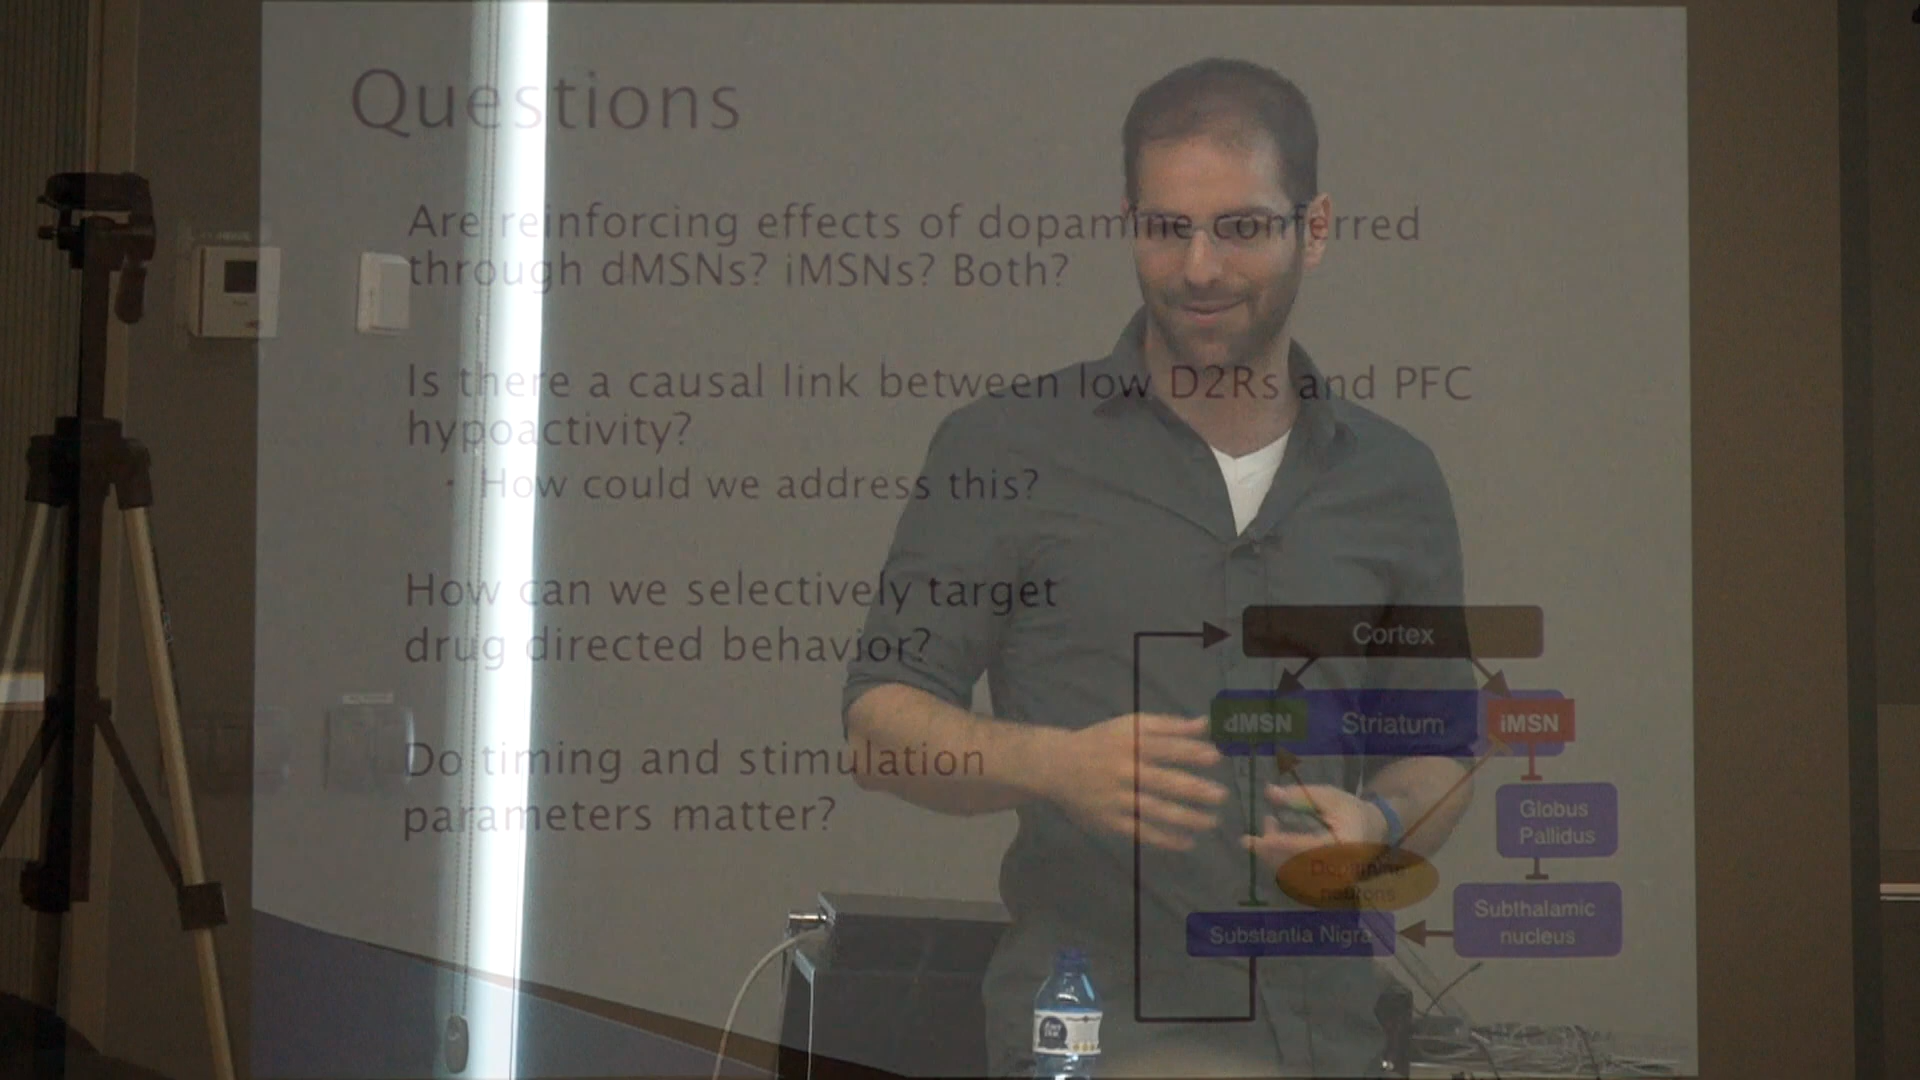 Questions
Are reinforcing effects of dopamine conferred
through dMSNs? iMSNs? Both?
Is there a causal link between low D2Rs and PFC
hypoactivity?
· How could we address this?
How can we selectively target
drug directed behavior?
Do timing and stimulation
parameters matter?
Cortex
dMSN Striatum iMSN
Globus
Pallidus
Dopamine
neurons
Subthalamic
nucleus
Substantia Nigra